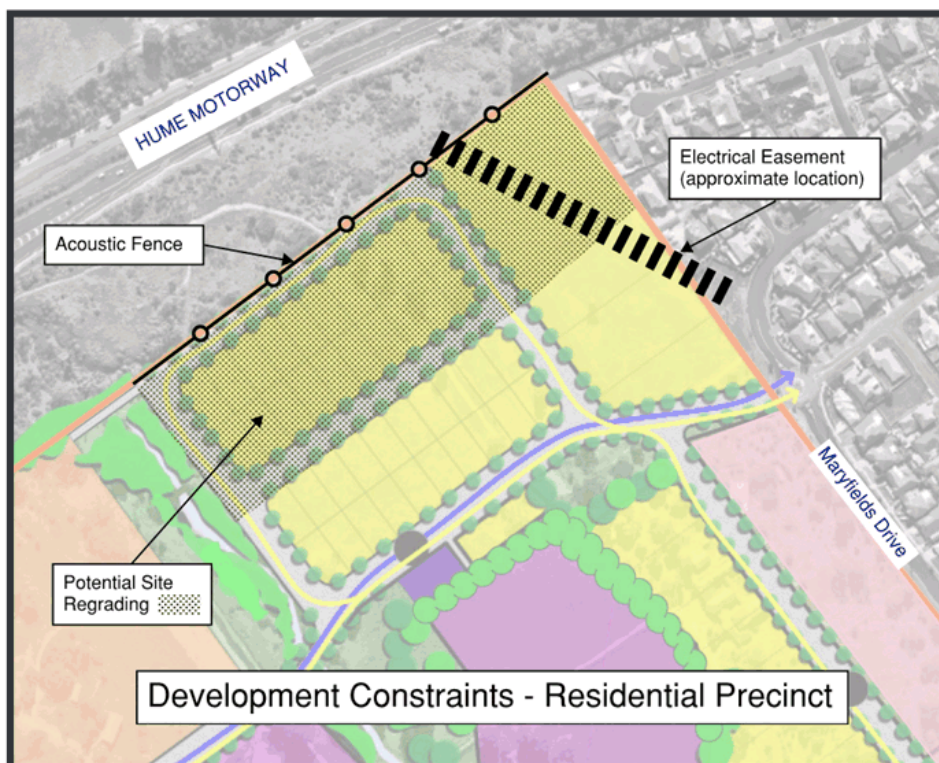 HUME MOTORWAY
Electrical Easement
(approximate location)
Acoustic Fence
Maryfields Drive
Potential Site
Regrading
Development Constraints - Residential Precinct